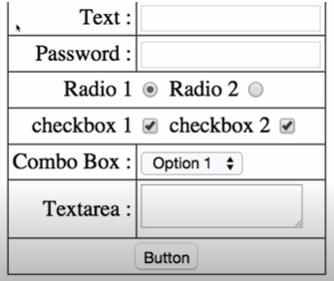 Text :
Password :
Radio 1 Radio 2
checkbox 1 checkbox 2
Combo Box : Option 1
Textarea :
Button